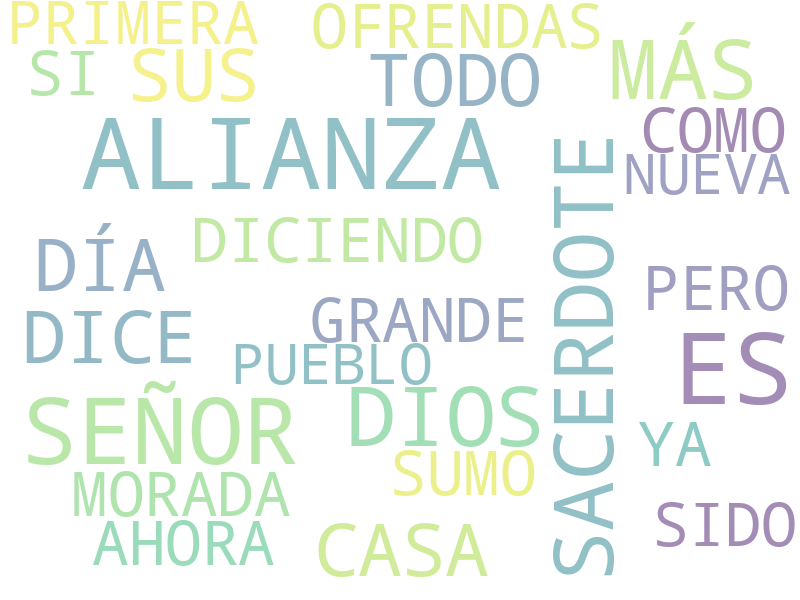 PRIMERA
OFRENDAS
SI
SUS
TODO
MÁS
COMO
ALIANZA
NUEVA
SACERDOTE
DICIENDO
DÍA
PERO
GRANDE
DICE
PUEBLO
ES
SEÑOR
DIOS
YA
SUMO
MORADA
SIDO
AHORA
CASA